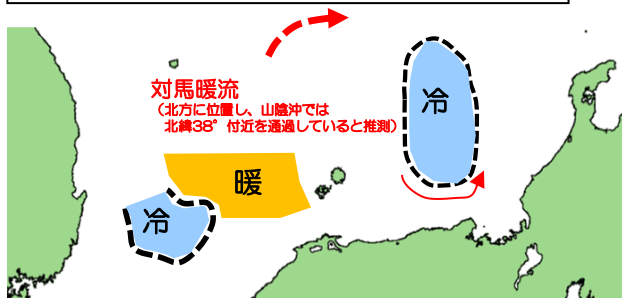 対馬暖流
（北方に位置し、山陰沖では
北緯38°付近を通過していると推測）
冷
暖
冷